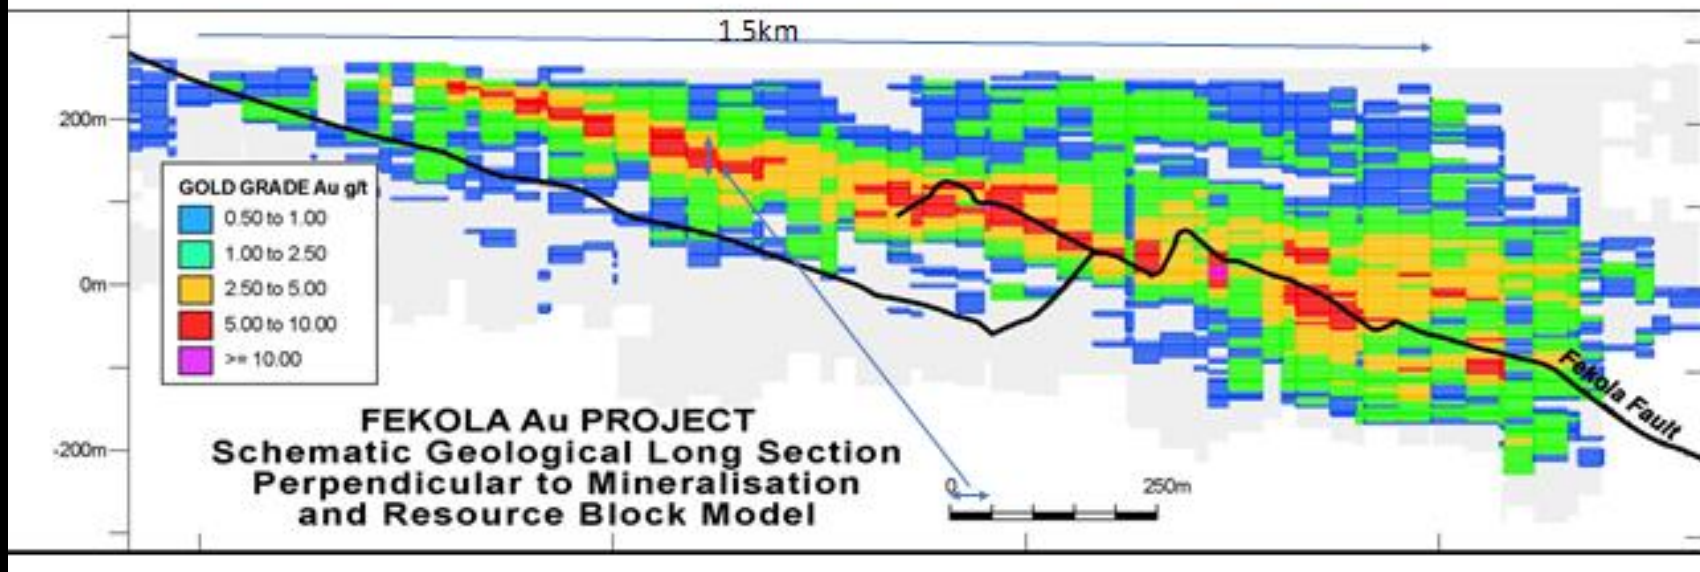 1.5km
200m
0m
-200m
GOLD GRADE Au g/t
0.50 to 1.00
1.00 to 2.50
2.50 to 5.00
5.00 to 10.00
>= 10.00
FEKOLA Au PROJECT
Schematic Geological Long Section
Perpendicular to Mineralisation
and Resource Block Model
0 250m
Fekola Fault